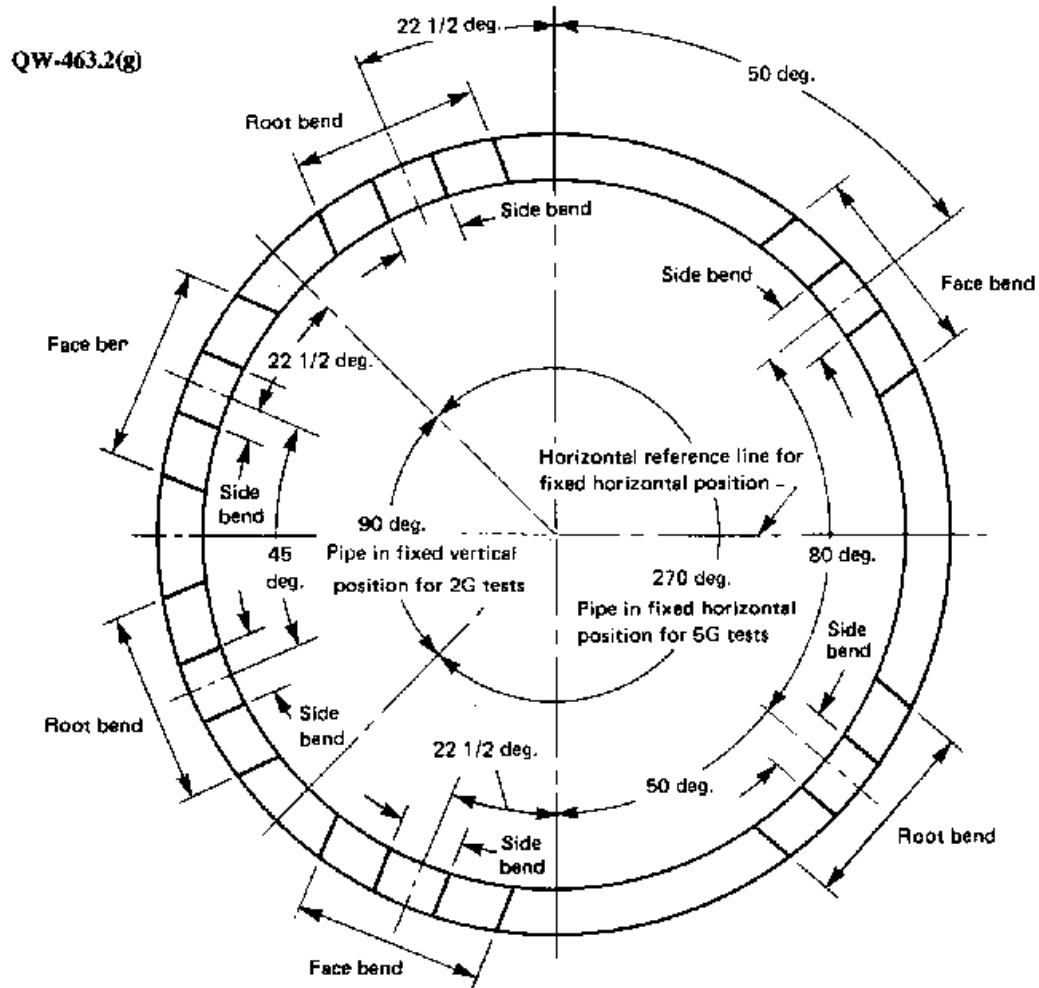 22 1/2 deg.
QW-463.2(g)
50 deg.
Root bend
Side bend
Side bend
Face bend
Face ber
22 1/2 deg.
Horizontal reference line for
fixed horizontal position
Side
bend
90 deg.
Pipe in fixed vertical
position for 2G tests
45
deg.
80 deg.
270 deg.
Pipe in fixed horizontal
position for 5G tests
Side
bend
Root bend
Side
bend
22 1/2 deg.
50 deg.
Side
bend
Root bend
Face bend